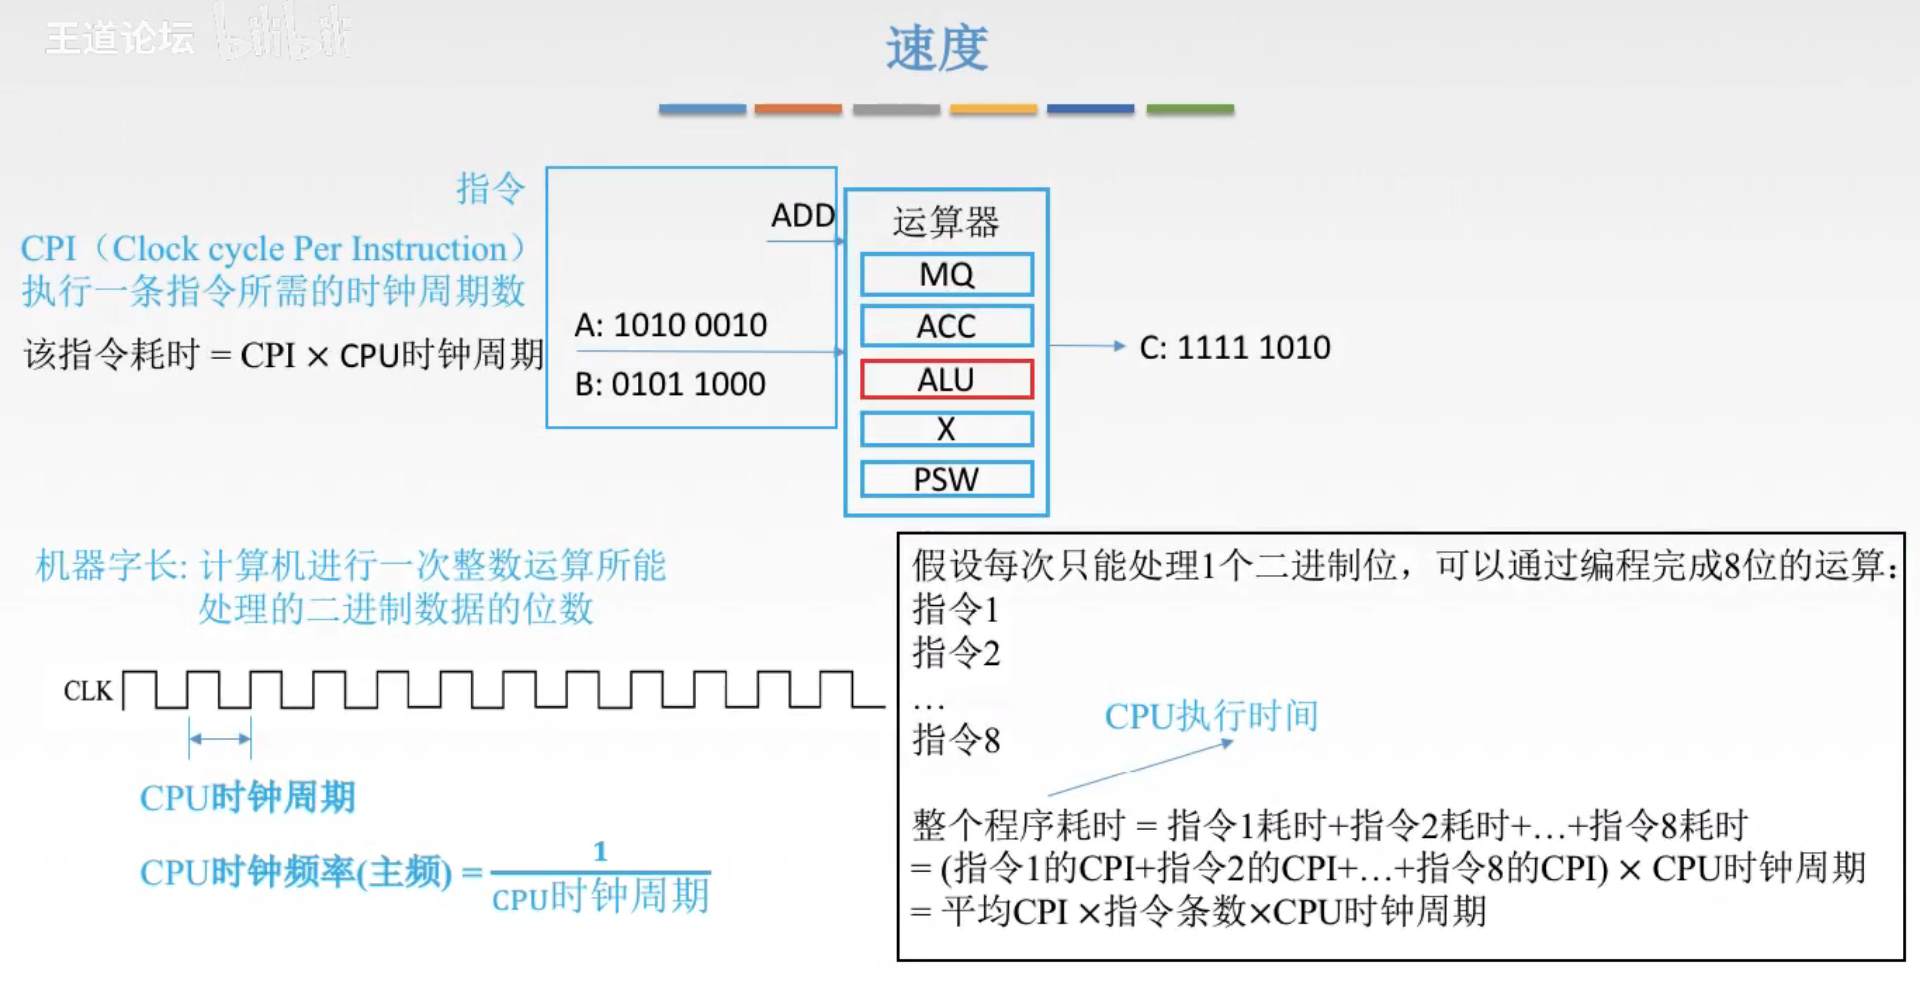 王道论坛 bilibili
速度
指令
CPI（Clock cycle Per Instruction）
执行一条指令所需的时钟周期数
该指令耗时 = CPI × CPU时钟周期
ADD
A: 1010 0010
B: 0101 1000
运算器
MQ
ACC
ALU
X
PSW
C: 1111 1010
机器字长: 计算机进行一次整数运算所能
处理的二进制数据的位数
CLK
CPU时钟周期
CPU时钟频率(主频) = 1
CPU时钟周期
假设每次只能处理1个二进制位，可以通过编程完成8位的运算：
指令1
指令2
…
指令8
CPU执行时间
整个程序耗时 = 指令1耗时+指令2耗时+…+指令8耗时
= (指令1的CPI+指令2的CPI+…+指令8的CPI) × CPU时钟周期
= 平均CPI ×指令条数×CPU时钟周期